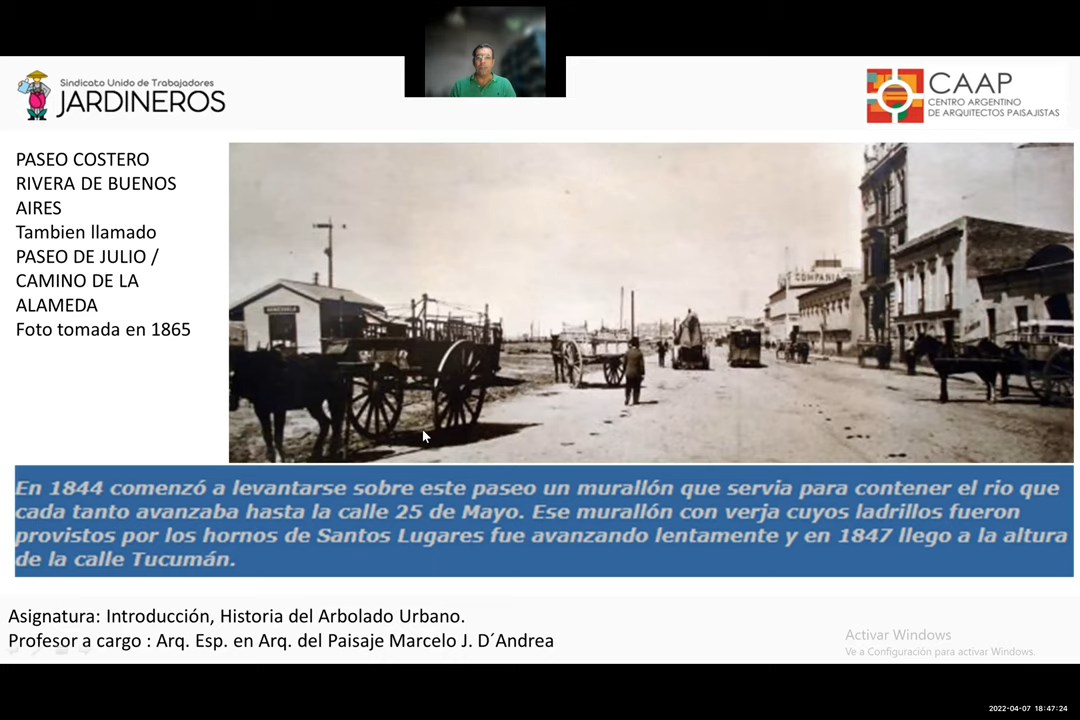 Sindicato Unido de Trabajadores
JARDINEROS
CAAP
CENTRO ARGENTINO
DE ARQUITECTOS PAISAJISTAS
PASEO COSTERO
RIVERA DE BUENOS
AIRES
Tambien llamado
PASEO DE JULIO /
CAMINO DE LA
ALAMEDA
Foto tomada en 1865
COMPANIA
En 1844 comenzó a levantarse sobre este paseo un murallón que servia para contener el rio que
cada tanto avanzaba hasta la calle 25 de Mayo. Ese murallón con verja cuyos ladrillos fueron
provistos por los hornos de Santos Lugares fue avanzando lentamente y en 1847 llego a la altura
de la calle Tucumán.
Asignatura: Introducción, Historia del Arbolado Urbano.
Profesor a cargo : Arq. Esp. en Arq. del Paisaje Marcelo J. D´Andrea
Activar Windows
Ve a Configuración para activar Windows.
2022-04-07 18:47:24